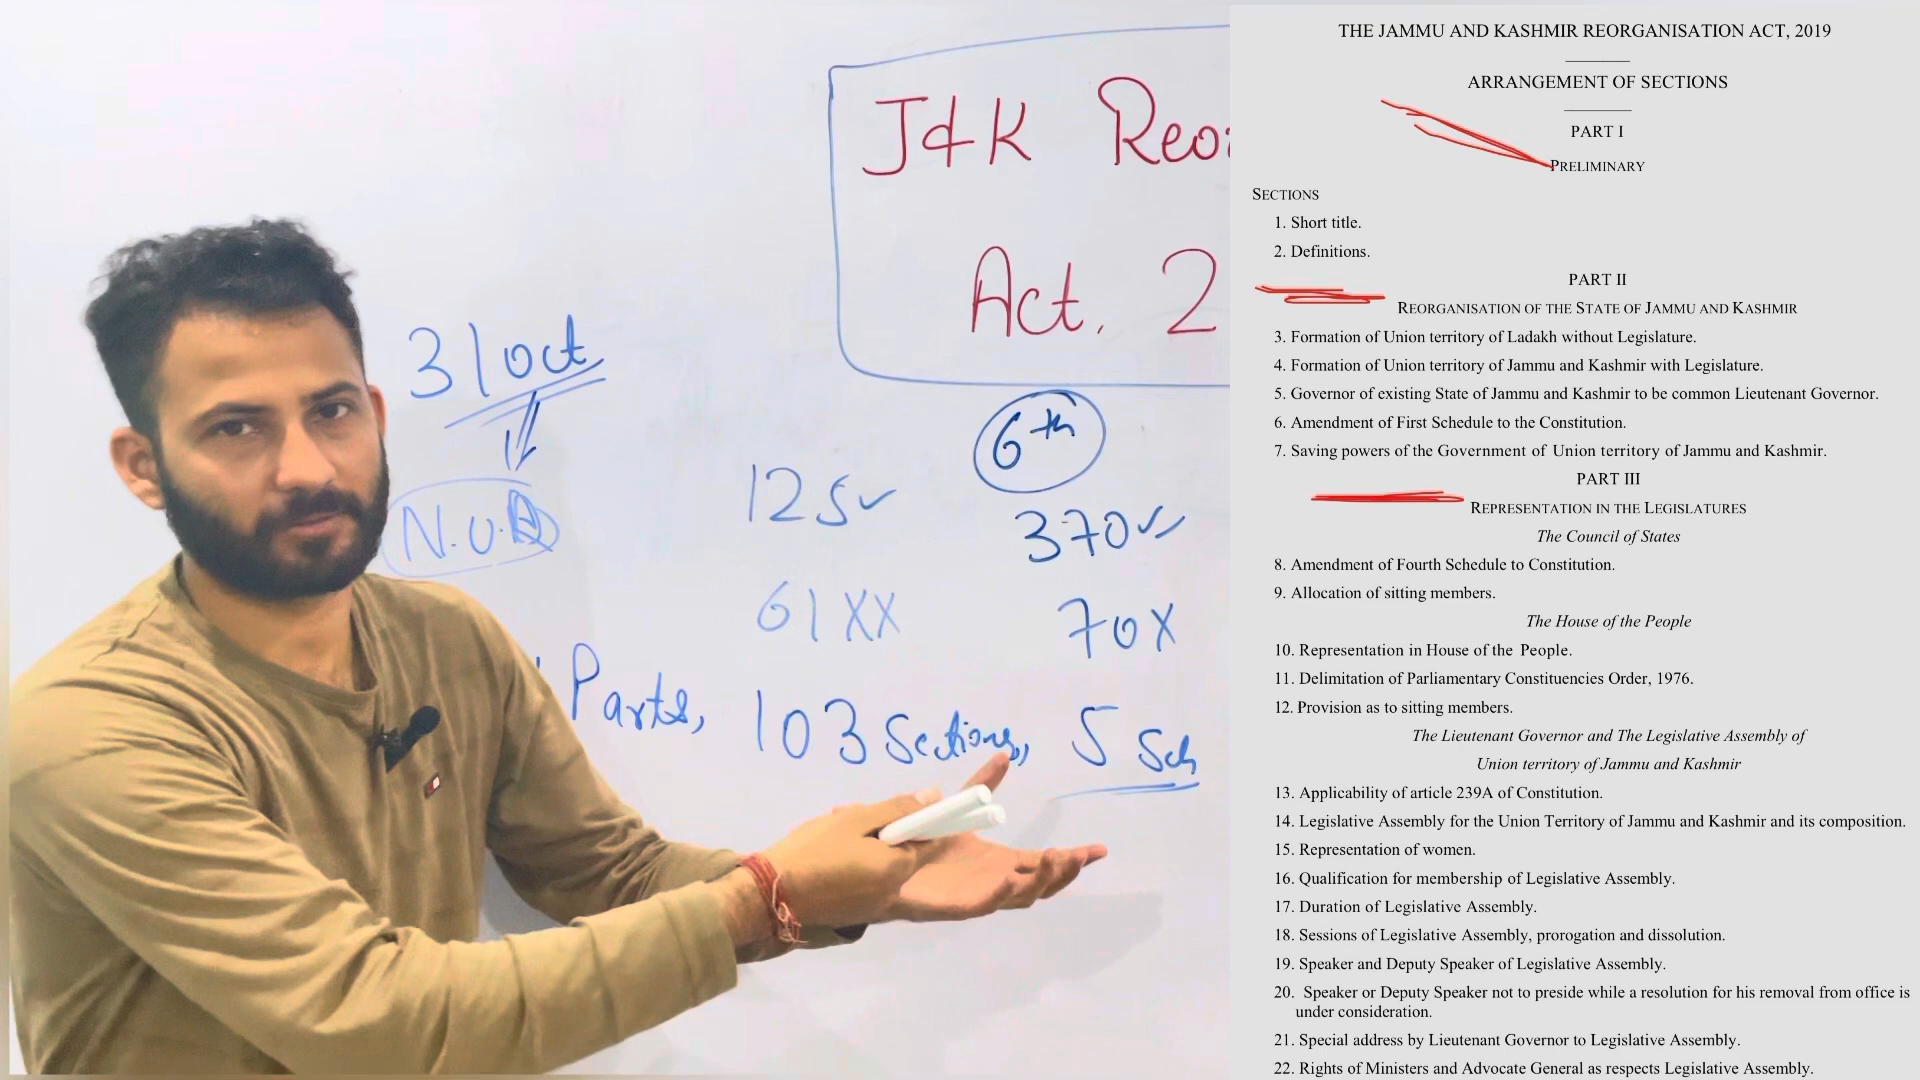 J&K
Act. 2
31 oct
N.U.
6th
125
370
61 XX
70 X
Parts, 103 Sections, 5 Sch
THE JAMMU AND KASHMIR REORGANISATION ACT, 2019
ARRANGEMENT OF SECTIONS
PART I
PRELIMINARY
SECTIONS
1. Short title.
2. Definitions.
PART II
REORGANISATION OF THE STATE OF JAMMU AND KASHMIR
3. Formation of Union territory of Ladakh without Legislature.
4. Formation of Union territory of Jammu and Kashmir with Legislature.
5. Governor of existing State of Jammu and Kashmir to be common Lieutenant Governor.
6. Amendment of First Schedule to the Constitution.
7. Saving powers of the Government of Union territory of Jammu and Kashmir.
PART III
REPRESENTATION IN THE LEGISLATURES
The Council of States
8. Amendment of Fourth Schedule to Constitution.
9. Allocation of sitting members.
The House of the People
10. Representation in House of the People.
11. Delimitation of Parliamentary Constituencies Order, 1976.
12. Provision as to sitting members.
The Lieutenant Governor and The Legislative Assembly of
Union territory of Jammu and Kashmir
13. Applicability of article 239A of Constitution.
14. Legislative Assembly for the Union Territory of Jammu and Kashmir and its composition.
15. Representation of women.
16. Qualification for membership of Legislative Assembly.
17. Duration of Legislative Assembly.
18. Sessions of Legislative Assembly, prorogation and dissolution.
19. Speaker and Deputy Speaker of Legislative Assembly.
20. Speaker or Deputy Speaker not to preside while a resolution for his removal from office is
under consideration.
21. Special address by Lieutenant Governor to Legislative Assembly.
22. Rights of Ministers and Advocate General as respects Legislative Assembly.